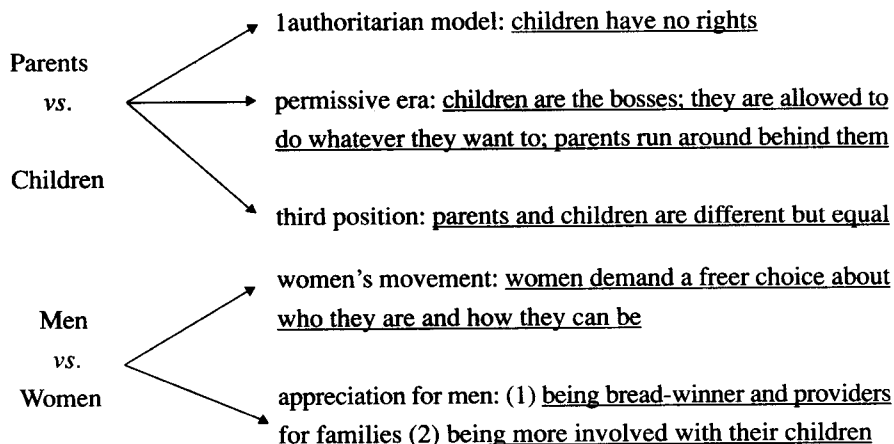 1authoritarian model: children have no rights
Parents
vs.
permissive era: children are the bosses; they are allowed to
do whatever they want to; parents run around behind them
Children
third position: parents and children are different but equal
women's movement: women demand a freer choice about
who they are and how they can be
Men
vs.
Women
appreciation for men: (1) being bread-winner and providers
for families (2) being more involved with their children